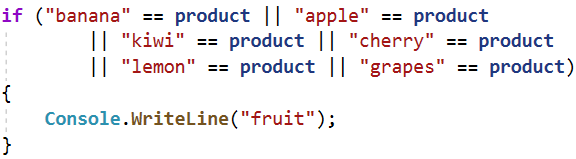 if ("banana" == product || "apple" == product
|| "kiwi" == product || "cherry" == product
|| "lemon" == product || "grapes" == product)
{
Console.WriteLine("fruit");
}